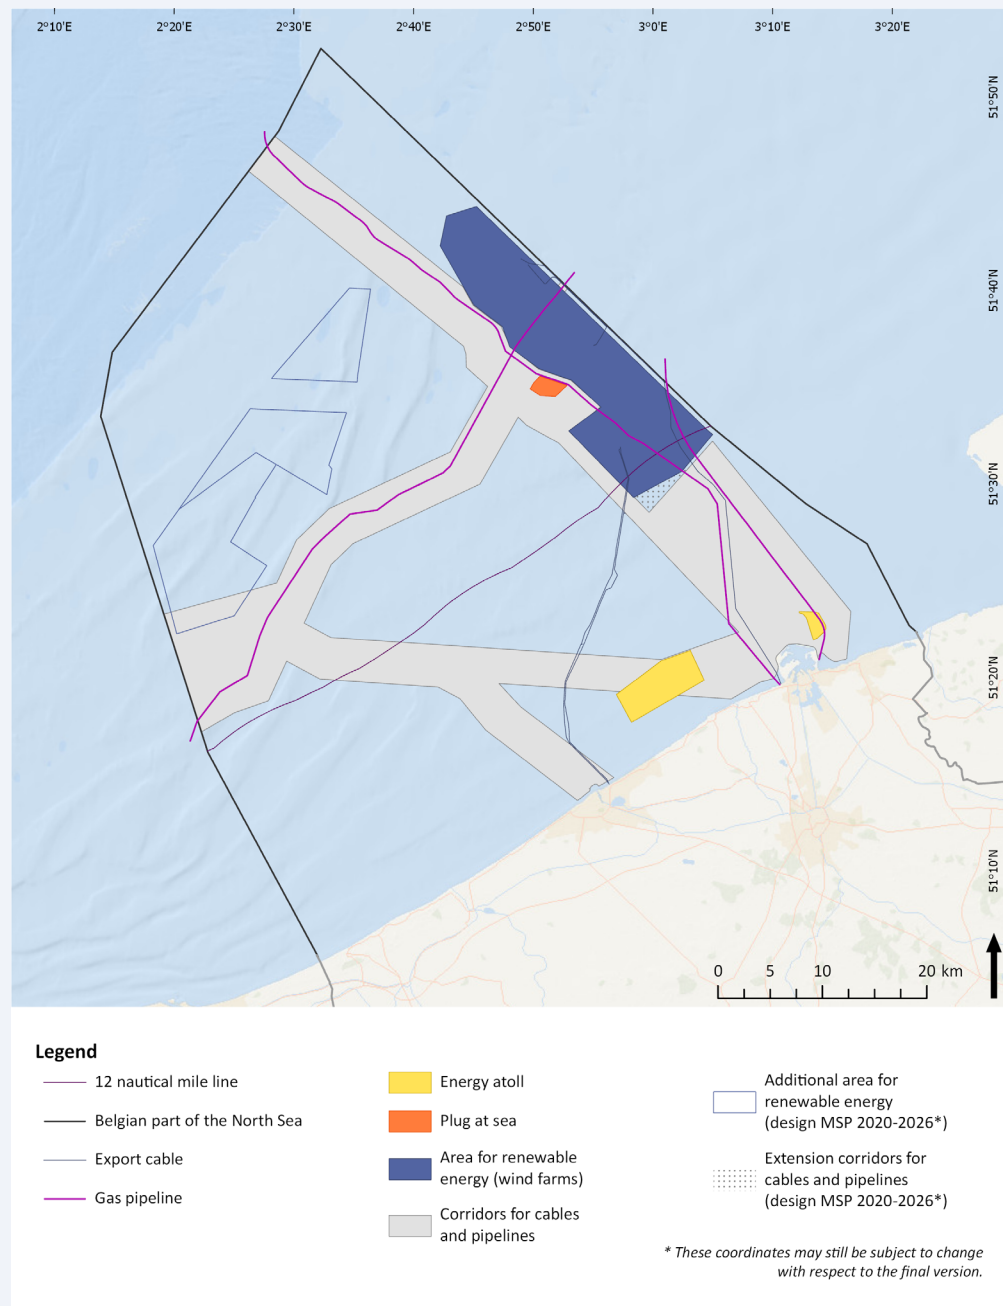 2°10'E
2°20'E
2°30'E
2°40'E
2°50'E
3°0'E
3°10'E
3°20'E
51°50'N
51°40'N
51°30'N
51°20'N
51°10'N
0 5 10 20 km
Legend
12 nautical mile line
Belgian part of the North Sea
Export cable
Gas pipeline
Energy atoll
Plug at sea
Area for renewable
energy (wind farms)
Corridors for cables
and pipelines
Additional area for
renewable energy
(design MSP 2020-2026*)
Extension corridors for
cables and pipelines
(design MSP 2020-2026*)
* These coordinates may still be subject to change
with respect to the final version.